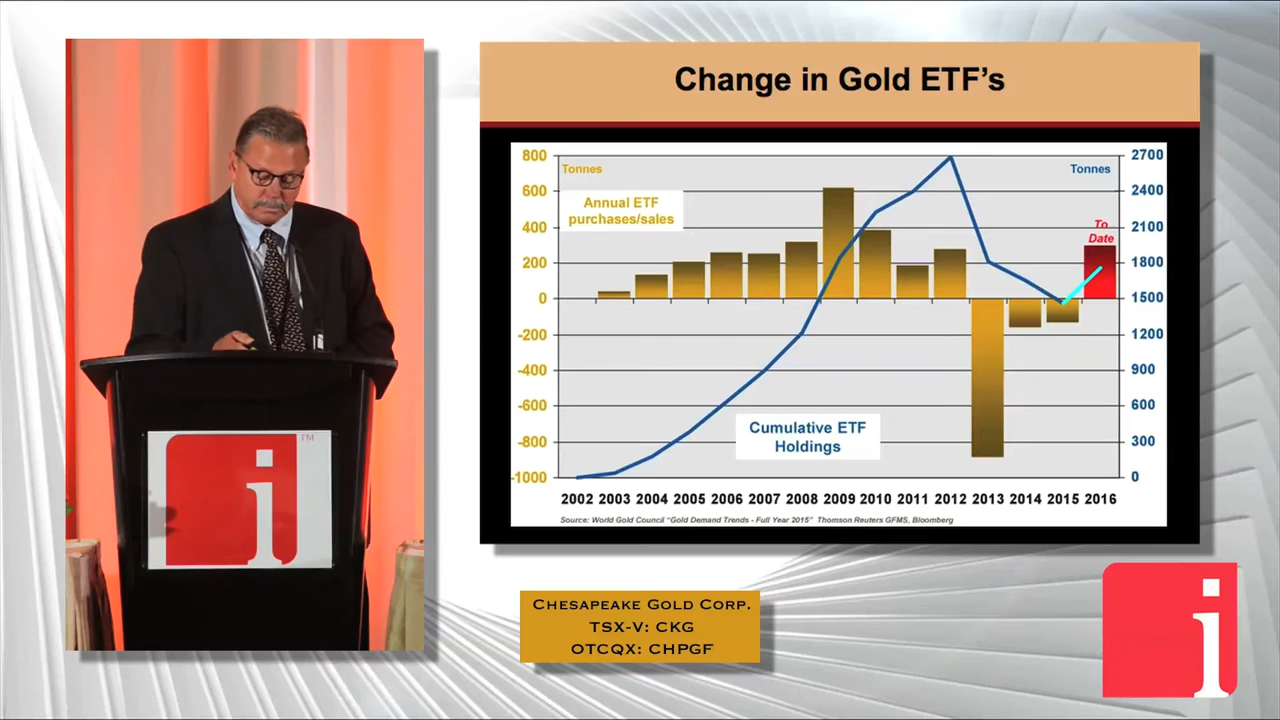 Change in Gold ETF's
800
600
400
200
0
-200
-400
-600
-800
-1000
Tonnes
Annual ETF
purchases/sales
Cumulative ETF
Holdings
Tonnes
To
Date
2700
2400
2100
1800
1500
1200
900
600
300
0
2002 2003 2004 2005 2006 2007 2008 2009 2010 2011 2012 2013 2014 2015 2016
Source: World Gold Council "Gold Demand Trends - Full Year 2015" Thomson Reuters GFMS, Bloomberg
i
TM
Chesapeake Gold Corp.
TSX-V: CKG
OTCQX: CHPGF
i